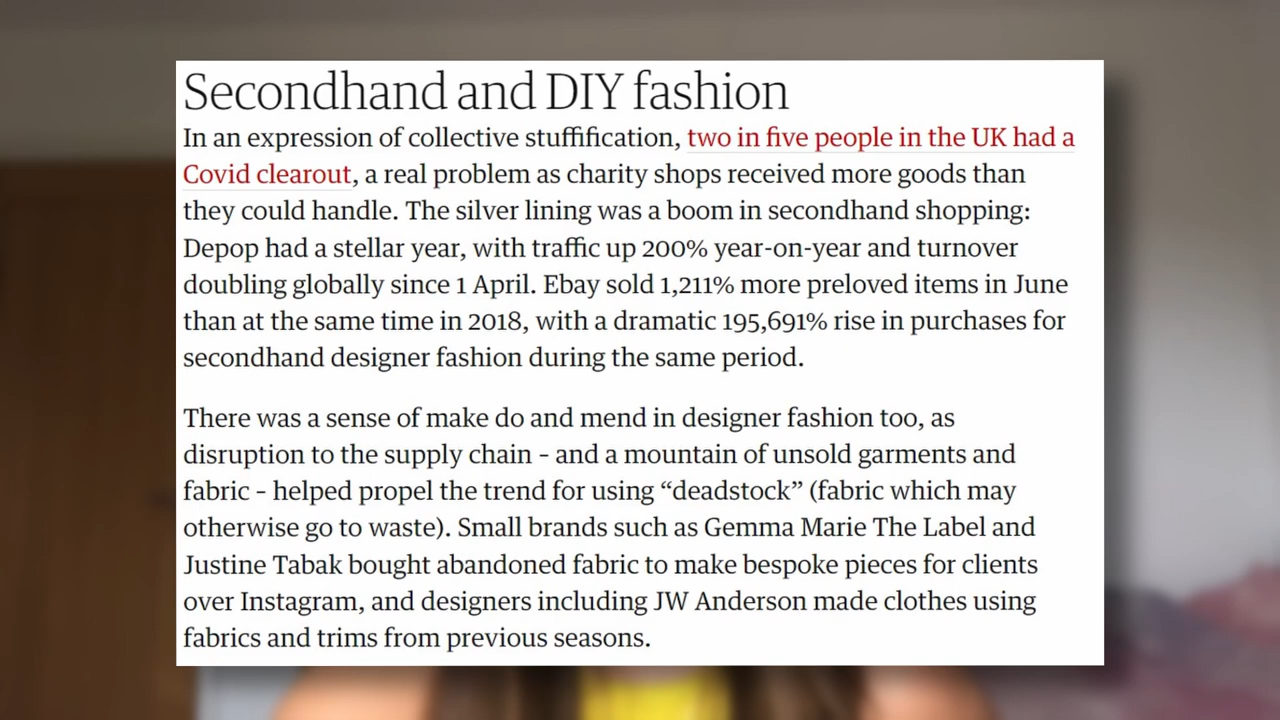 Secondhand and DIY fashion
In an expression of collective stuffification, two in five people in the UK had a
Covid clearout, a real problem as charity shops received more goods than
they could handle. The silver lining was a boom in secondhand shopping:
Depop had a stellar year, with traffic up 200% year-on-year and turnover
doubling globally since 1 April. Ebay sold 1,211% more preloved items in June
than at the same time in 2018, with a dramatic 195,691% rise in purchases for
secondhand designer fashion during the same period.
There was a sense of make do and mend in designer fashion too, as
disruption to the supply chain – and a mountain of unsold garments and
fabric – helped propel the trend for using “deadstock” (fabric which may
otherwise go to waste). Small brands such as Gemma Marie The Label and
Justine Tabak bought abandoned fabric to make bespoke pieces for clients
over Instagram, and designers including JW Anderson made clothes using
fabrics and trims from previous seasons.